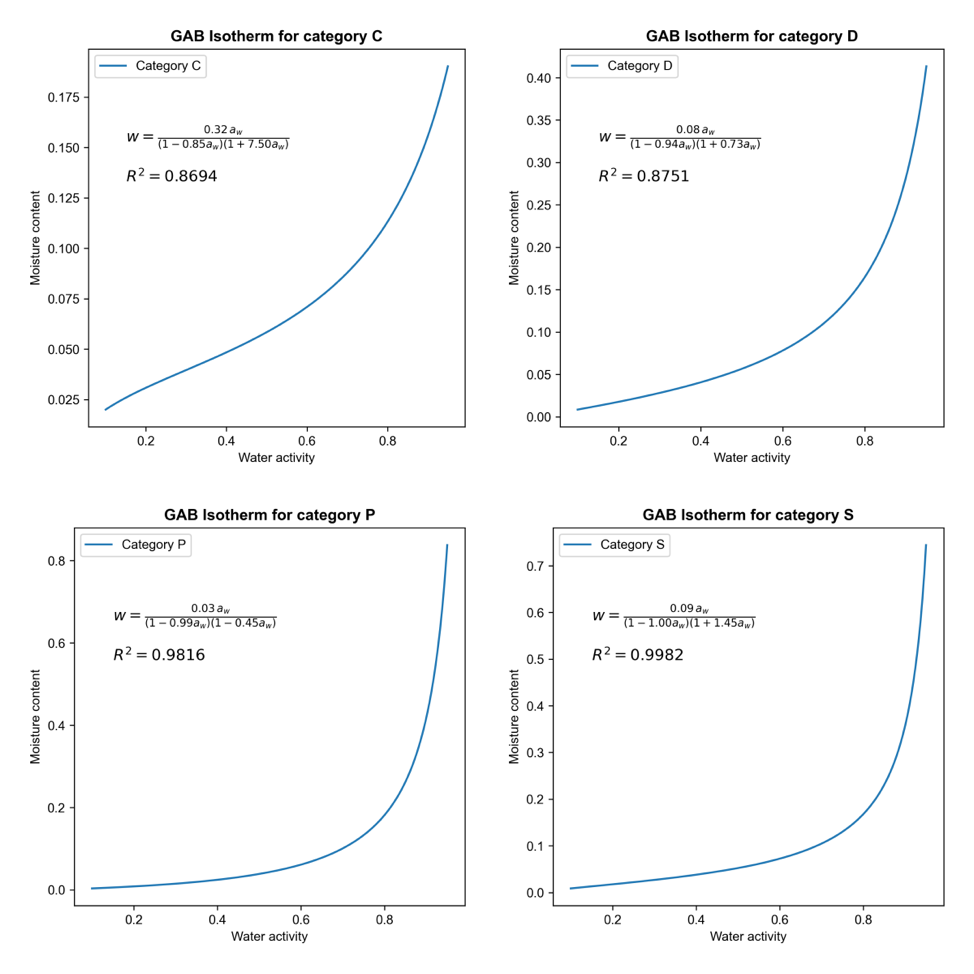 GAB Isotherm for category C
Category C
w = 0.32 a_w / (1 − 0.85a_w)(1 + 7.50a_w)
R² = 0.8694
0.175
0.150
0.125
0.100
0.075
0.050
0.025
Moisture content
0.2 0.4 0.6 0.8
Water activity
GAB Isotherm for category D
Category D
w = 0.08 a_w / (1 − 0.94a_w)(1 + 0.73a_w)
R² = 0.8751
0.40
0.35
0.30
0.25
0.20
0.15
0.10
0.05
0.00
Moisture content
0.2 0.4 0.6 0.8
Water activity
GAB Isotherm for category P
Category P
w = 0.03 a_w / (1 − 0.99a_w)(1 − 0.45a_w)
R² = 0.9816
0.8
0.6
0.4
0.2
0.0
Moisture content
0.2 0.4 0.6 0.8
Water activity
GAB Isotherm for category S
Category S
w = 0.09 a_w / (1 − 1.00a_w)(1 + 1.45a_w)
R² = 0.9982
0.7
0.6
0.5
0.4
0.3
0.2
0.1
0.0
Moisture content
0.2 0.4 0.6 0.8
Water activity